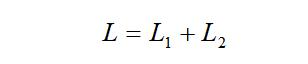 L = L₁ + L₂